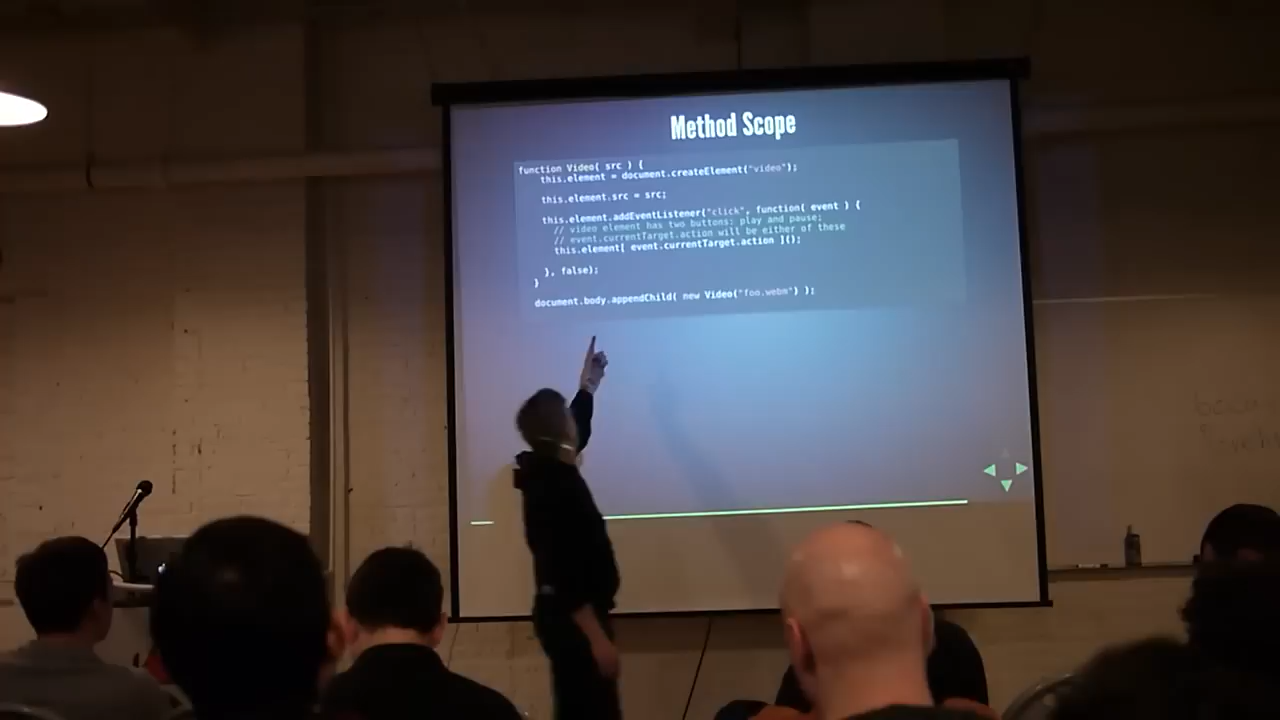 Method Scope
function Video( src ) {
this.element = document.createElement("video");
this.element.src = src;
this.element.addEventListener("click", function( event ) {
// video element has two buttons: play and pause;
// event.currentTarget.action will be either of these
this.element[ event.currentTarget.action ]();
}, false);
}
document.body.appendChild( new Video("foo.webm") );